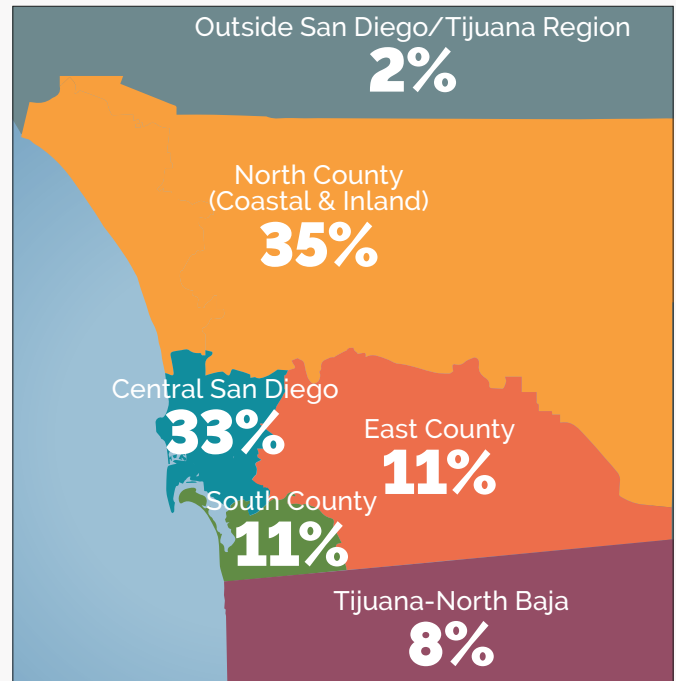 Outside San Diego/Tijuana Region
2%
North County
(Coastal & Inland)
35%
Central San Diego
33%
East County
11%
South County
11%
Tijuana-North Baja
8%